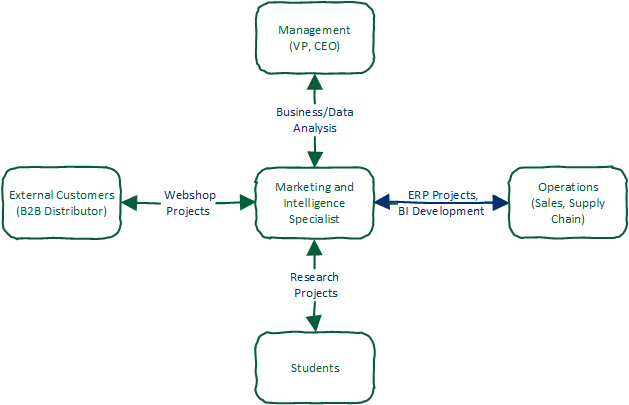 Management
(VP, CEO)
Business/Data
Analysis
External Customers
(B2B Distributor)
Webshop
Projects
Marketing and
Intelligence
Specialist
ERP Projects,
BI Development
Operations
(Sales, Supply
Chain)
Research
Projects
Students